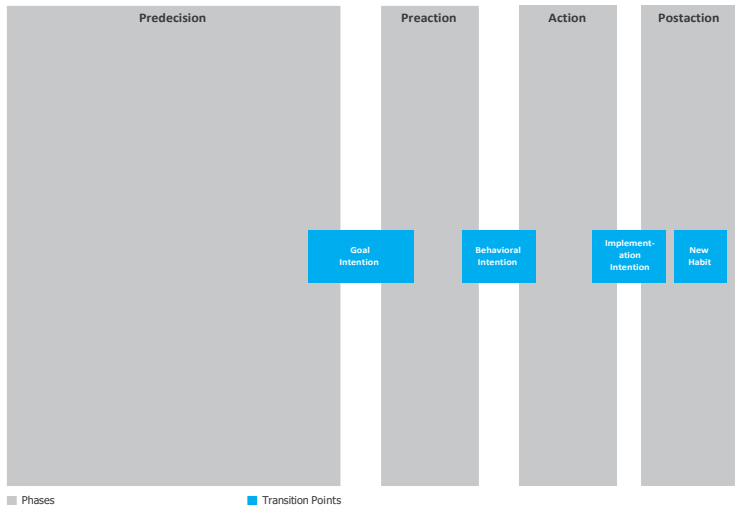 Predecision
Preaction
Action
Postaction
Goal
Intention
Behavioral
Intention
Implement-
ation
Intention
New
Habit
Phases
Transition Points